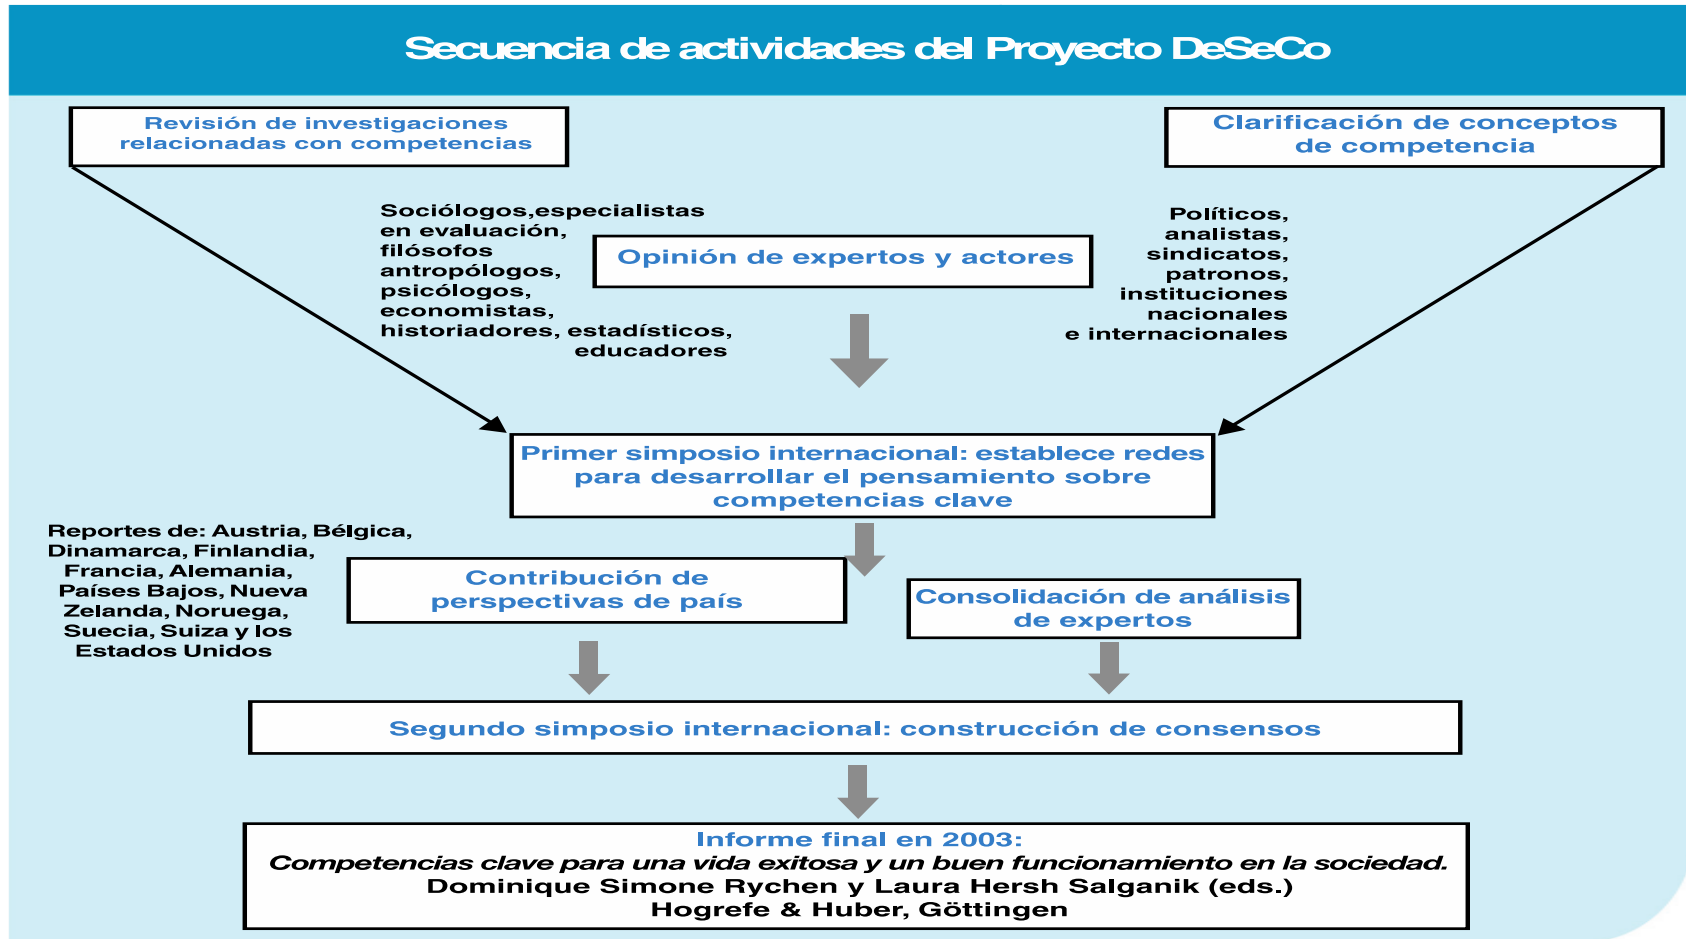 Secuencia de actividades del Proyecto DeSeCo
Revisión de investigaciones
relacionadas con competencias
Clarificación de conceptos
de competencia
Sociólogos,especialistas
en evaluación,
filósofos
antropólogos,
psicólogos,
economistas,
historiadores, estadísticos,
educadores
Opinión de expertos y actores
Políticos,
analistas,
sindicatos,
patronos,
instituciones
nacionales
e internacionales
Primer simposio internacional: establece redes
para desarrollar el pensamiento sobre
competencias clave
Reportes de: Austria, Bélgica,
Dinamarca, Finlandia,
Francia, Alemania,
Países Bajos, Nueva
Zelanda, Noruega,
Suecia, Suiza y los
Estados Unidos
Contribución de
perspectivas de país
Consolidación de análisis
de expertos
Segundo simposio internacional: construcción de consensos
Informe final en 2003:
Competencias clave para una vida exitosa y un buen funcionamiento en la sociedad.
Dominique Simone Rychen y Laura Hersh Salganik (eds.)
Hogrefe & Huber, Göttingen